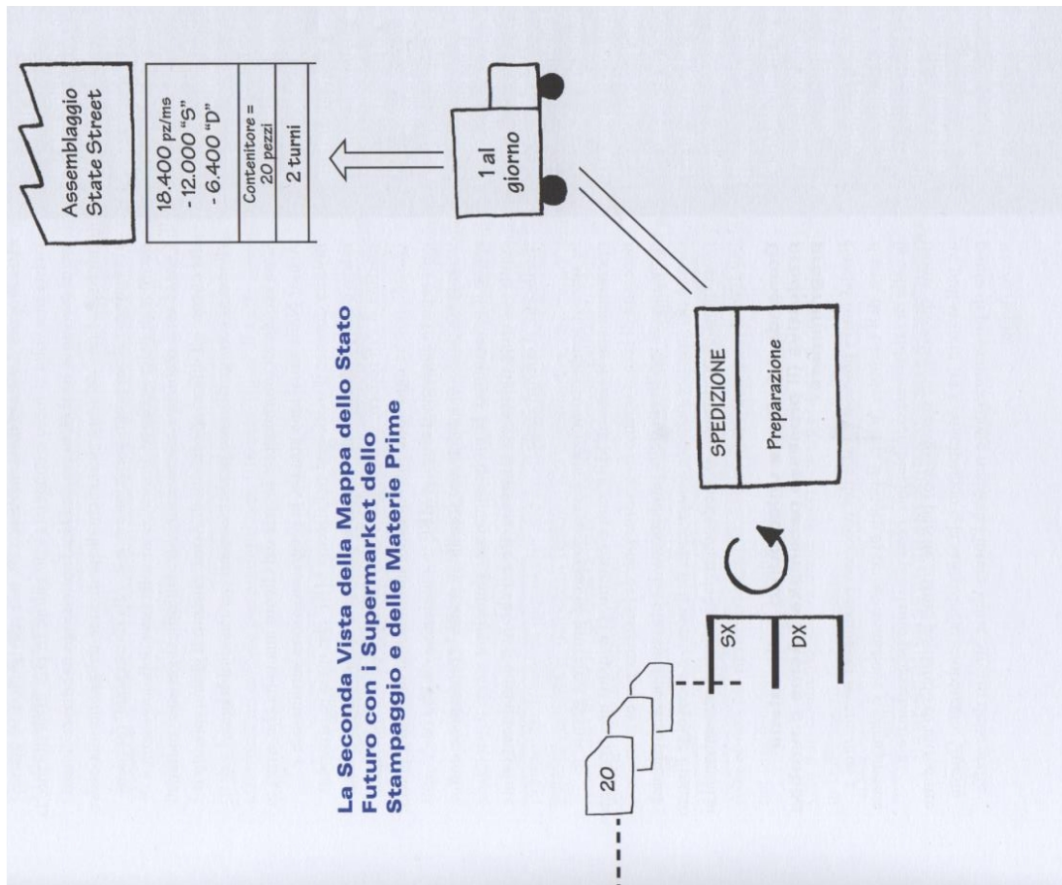 La Seconda Vista della Mappa dello Stato
Futuro con i Supermarket dello
Stampaggio e delle Materie Prime
Assemblaggio
State Street
18.400 pz/ms
-12.000 "S"
- 6.400 "D"
Contenitore =
20 pezzi
2 turni
1 al
giorno
SPEDIZIONE
Preparazione
20
SX
DX